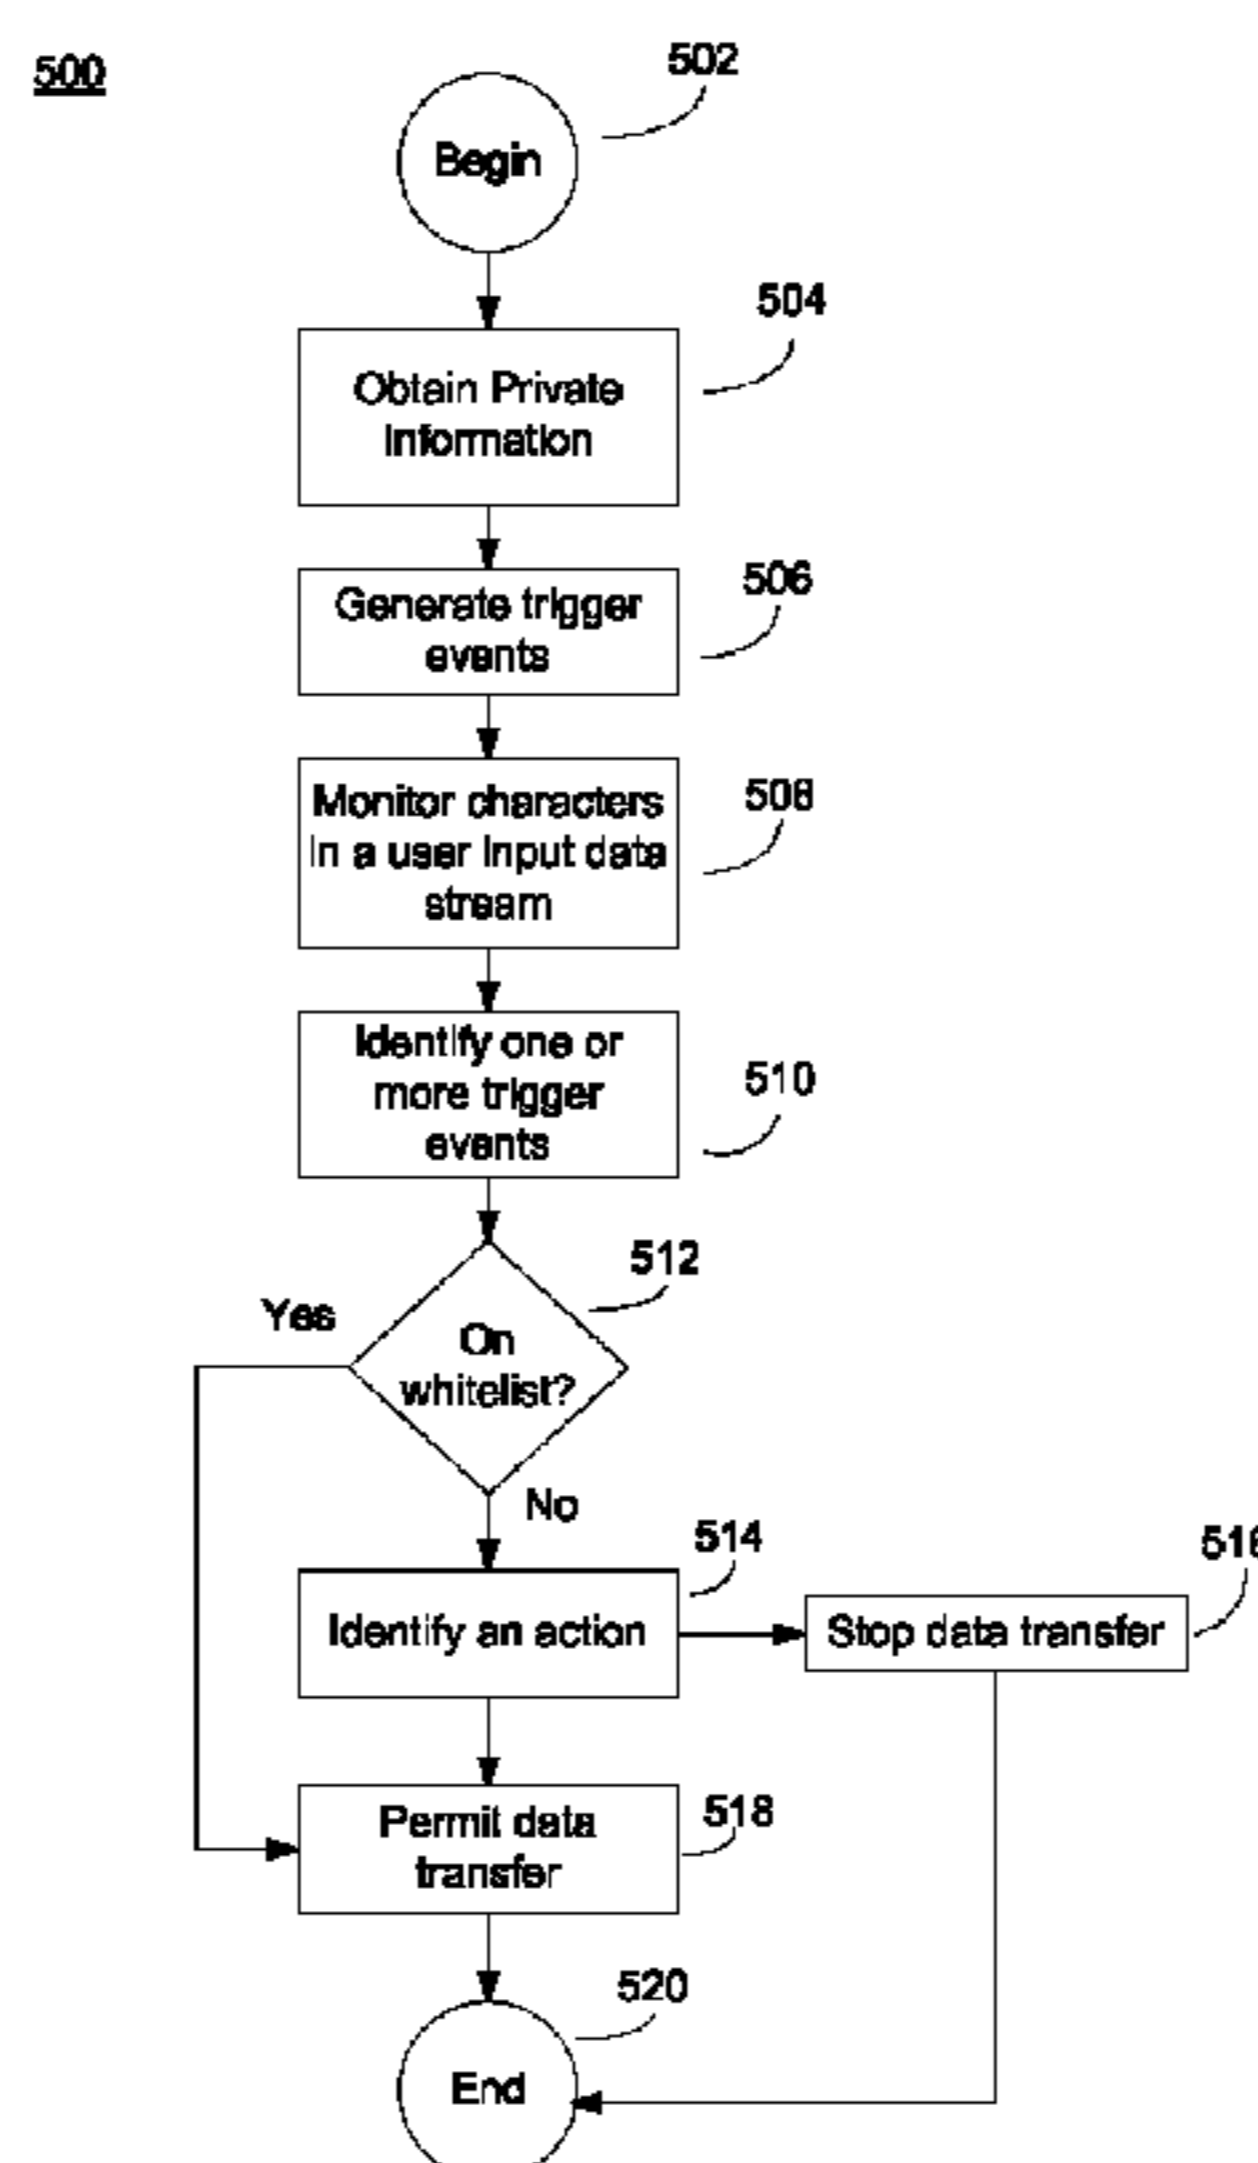 500
502
Begin
504
Obtain Private
Information
506
Generate trigger
events
508
Monitor characters
in a user input data
stream
510
Identify one or
more trigger
events
512
Yes
On
whitelist?
No
514
Identify an action
516
Stop data transfer
518
Permit data
transfer
520
End